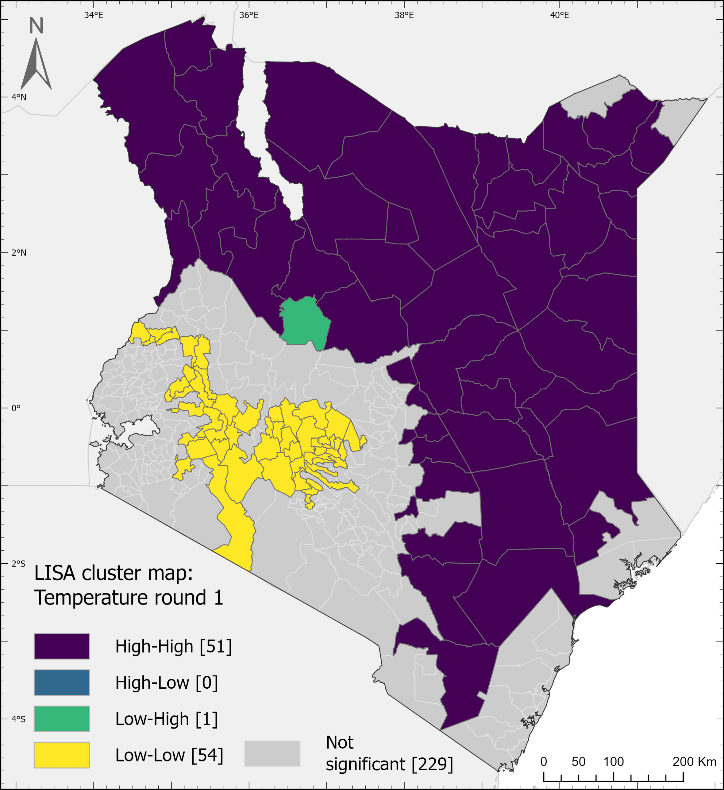 34°E 36°E 38°E 40°E
N
4°N
2°N
0°
2°S
4°S
LISA cluster map:
Temperature round 1
High-High [51]
High-Low [0]
Low-High [1]
Low-Low [54]
Not
significant [229]
0 50 100 200 Km